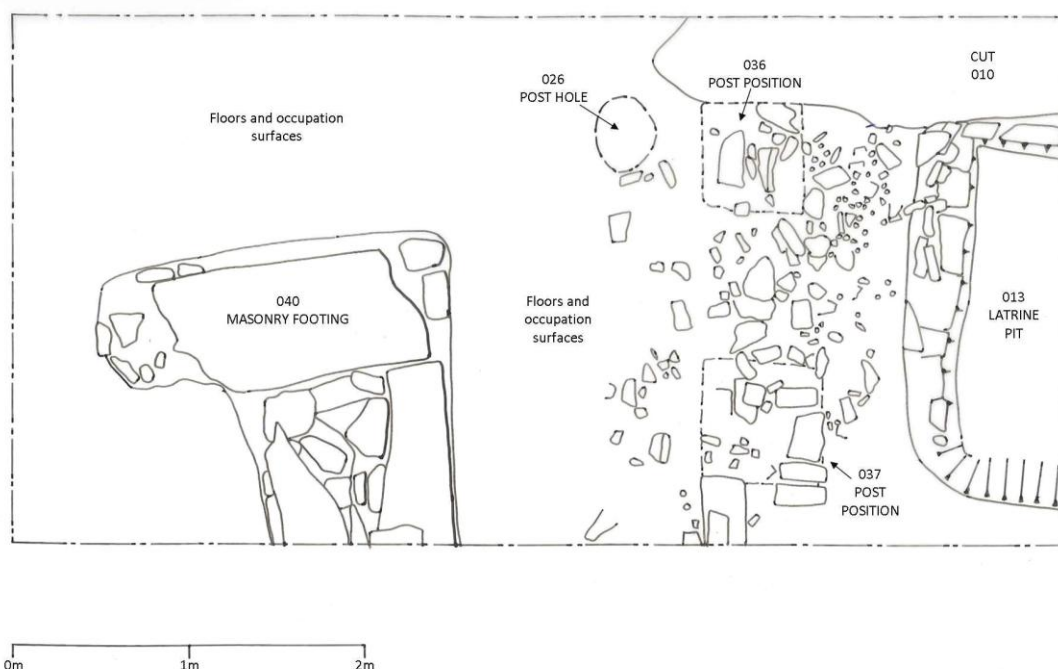 CUT
010
036
POST POSITION
026
POST HOLE
Floors and occupation
surfaces
013
LATRINE
PIT
040
MASONRY FOOTING
Floors and
occupation
surfaces
037
POST
POSITION
0m
1m
2m